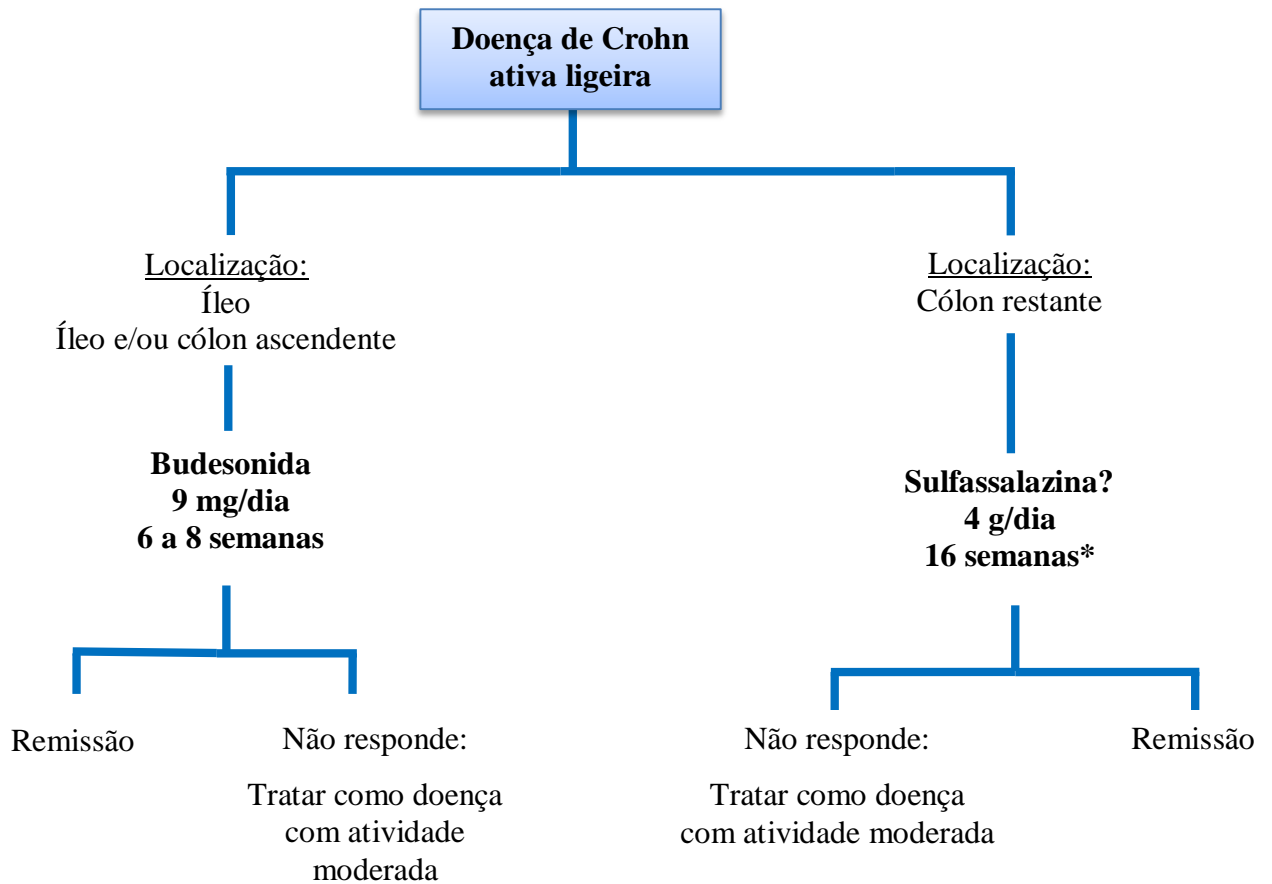 Doença de Crohn
ativa ligeira
Localização:
Íleo
Íleo e/ou cólon ascendente
Budesonida
9 mg/dia
6 a 8 semanas
Remissão
Não responde:
Tratar como doença
com atividade
moderada
Localização:
Cólon restante
Sulfassalazina?
4 g/dia
16 semanas*
Não responde:
Tratar como doença
com atividade moderada
Remissão